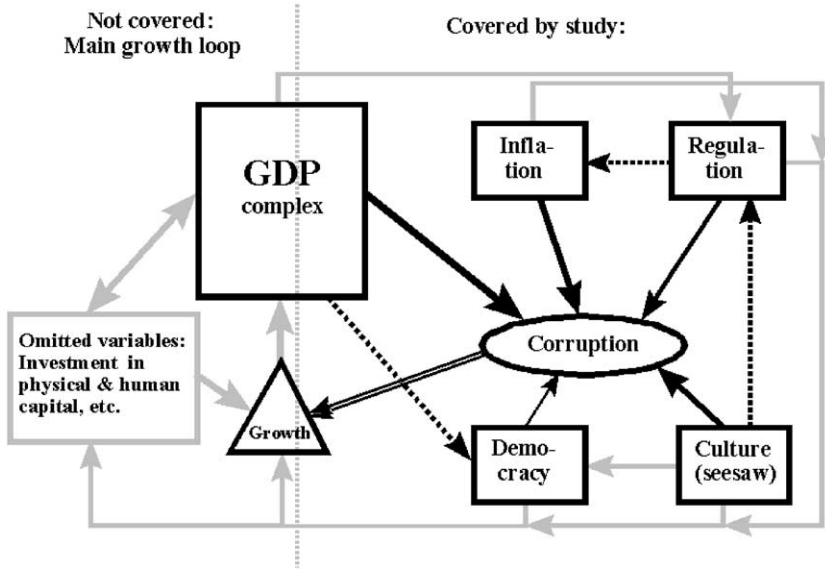 Not covered:
Main growth loop
Covered by study:
GDP
complex
Infla-
tion
Regula-
tion
Omitted variables:
Investment in
physical & human
capital, etc.
Corruption
Growth
Demo-
cracy
Culture
(seesaw)